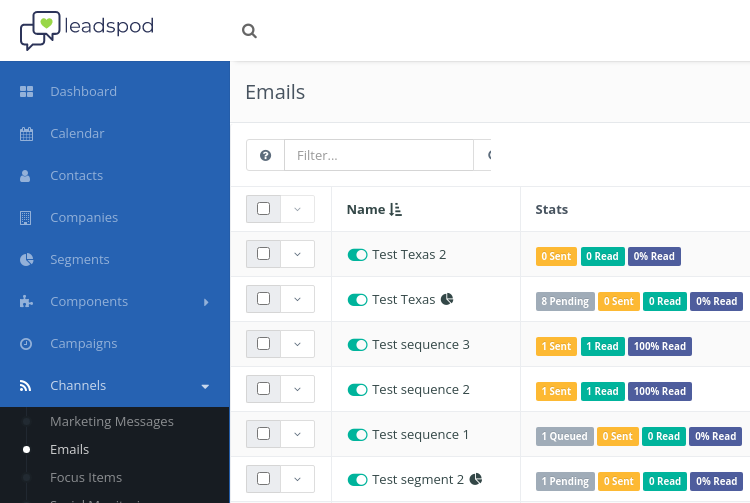 leadspod
Dashboard
Calendar
Contacts
Companies
Segments
Components
Campaigns
Channels
Marketing Messages
Emails
Focus Items
Emails
Filter...
Name Stats
Test Texas 2 0 Sent 0 Read 0% Read
Test Texas 8 Pending 0 Sent 0 Read 0% Read
Test sequence 3 1 Sent 1 Read 100% Read
Test sequence 2 1 Sent 1 Read 100% Read
Test sequence 1 1 Queued 0 Sent 0 Read 0% Read
Test segment 2 1 Pending 0 Sent 0 Read 0% Read